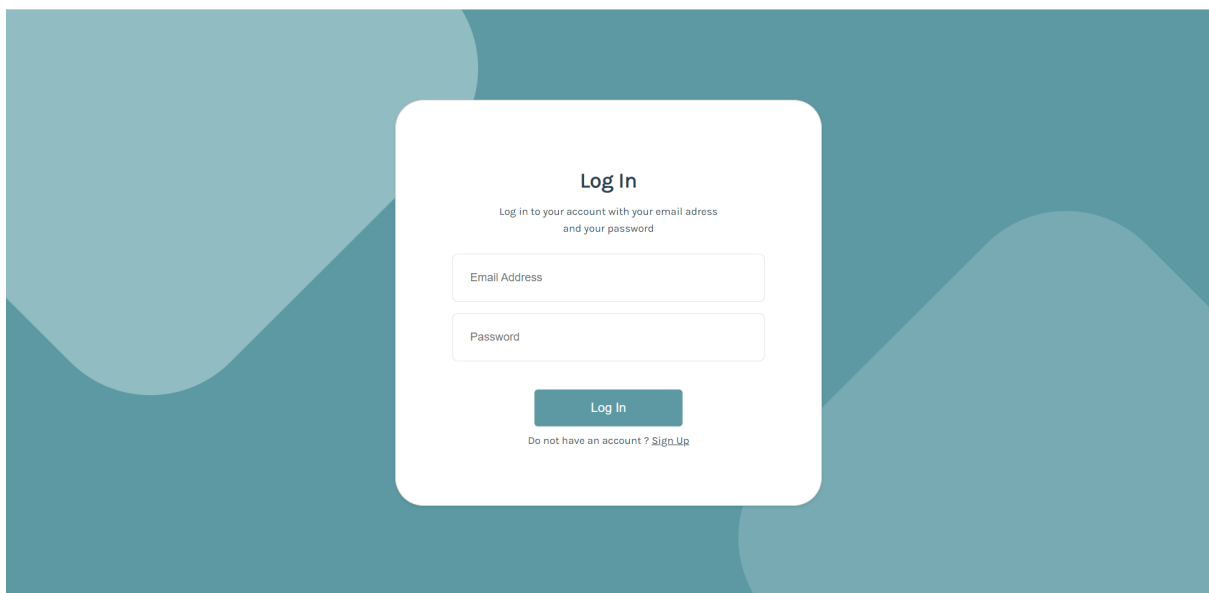 Log In
Log in to your account with your email adress
and your password
Email Address
Password
Log In
Do not have an account ? Sign Up